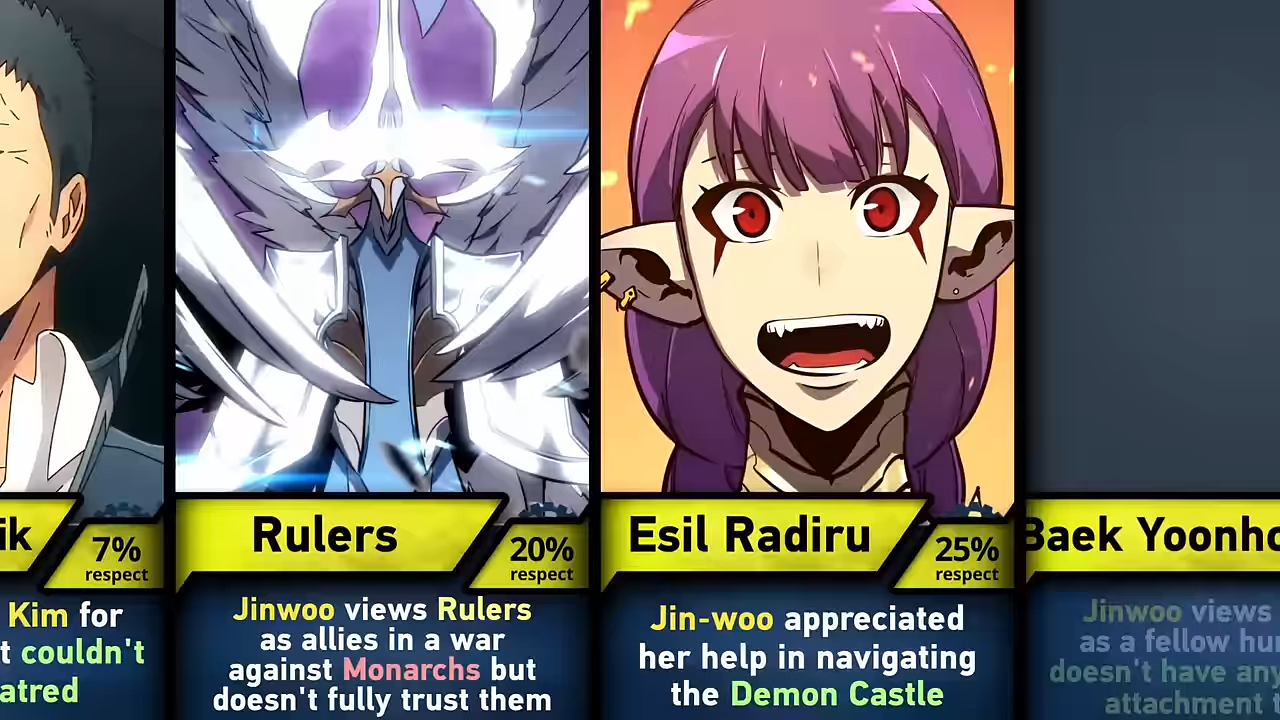 ik
7%
respect
Kim for
t couldn't
atred
Rulers
20%
respect
Jinwoo views Rulers
as allies in a war
against Monarchs but
doesn't fully trust them
Esil Radiru
25%
respect
Jin-woo appreciated
her help in navigating
the Demon Castle
Baek Yoonho
Jinwoo views
as a fellow hu
doesn't have any
attachment t